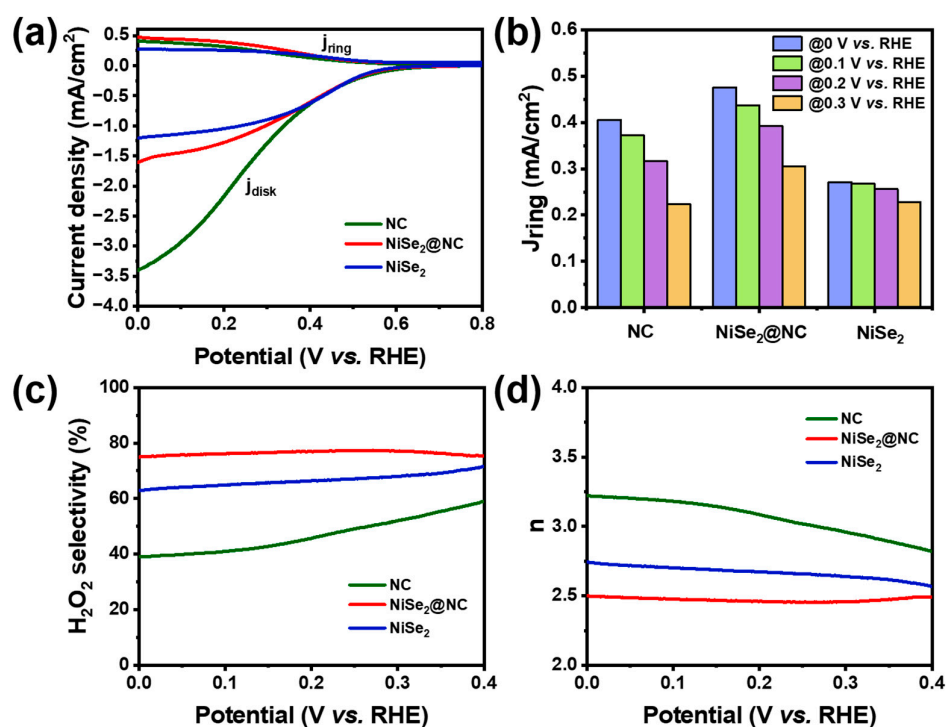 (a)
Current density (mA/cm²)
0.5
0.0
−0.5
−1.0
−1.5
−2.0
−2.5
−3.0
−3.5
−4.0
j_ring
j_disk
NC
NiSe₂@NC
NiSe₂
0.0 0.2 0.4 0.6 0.8
Potential (V vs. RHE)
(b)
Jring (mA/cm²)
0.6
0.5
0.4
0.3
0.2
0.1
0.0
@0 V vs. RHE
@0.1 V vs. RHE
@0.2 V vs. RHE
@0.3 V vs. RHE
NC NiSe₂@NC NiSe₂
(c)
H₂O₂ selectivity (%)
100
80
60
40
20
0
NC
NiSe₂@NC
NiSe₂
0.0 0.1 0.2 0.3 0.4
Potential (V vs. RHE)
(d)
n
4.0
3.5
3.0
2.5
2.0
NC
NiSe₂@NC
NiSe₂
0.0 0.1 0.2 0.3 0.4
Potential (V vs. RHE)